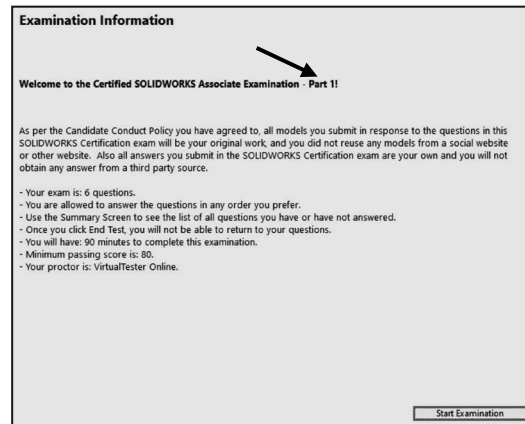 Examination Information
Welcome to the Certified SOLIDWORKS Associate Examination - Part 1!
As per the Candidate Conduct Policy you have agreed to, all models you submit in response to the questions in this
SOLIDWORKS Certification exam will be your original work, and you did not reuse any models from a social website
or other website. Also all answers you submit in the SOLIDWORKS Certification exam are your own and you will not
obtain any answer from a third party source.
- Your exam is: 6 questions.
- You are allowed to answer the questions in any order you prefer.
- Use the Summary Screen to see the list of all questions you have or have not answered.
- Once you click End Test, you will not be able to return to your questions.
- You will have: 90 minutes to complete this examination.
- Minimum passing score is: 80.
- Your proctor is: VirtualTester Online.
Start Examination